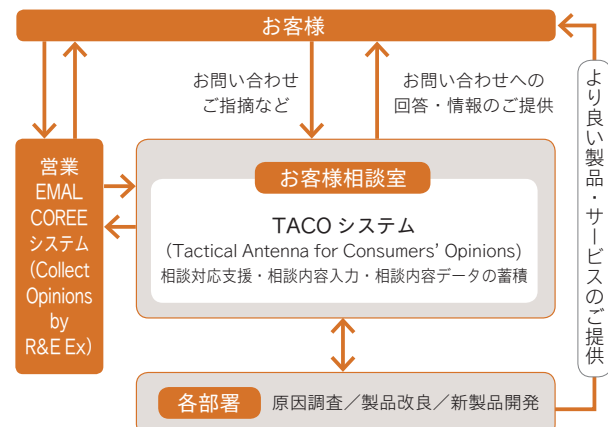 お客様
お問い合わせ
ご指摘など
お問い合わせへの
回答・情報のご提供
営業
EMAL
COREE
システム
(Collect
Opinions
by
R&E Ex)
お客様相談室
TACO システム
(Tactical Antenna for Consumers’ Opinions)
相談対応支援・相談内容入力・相談内容データの蓄積
各部署
原因調査／製品改良／新製品開発
より良い製品・サービスのご提供